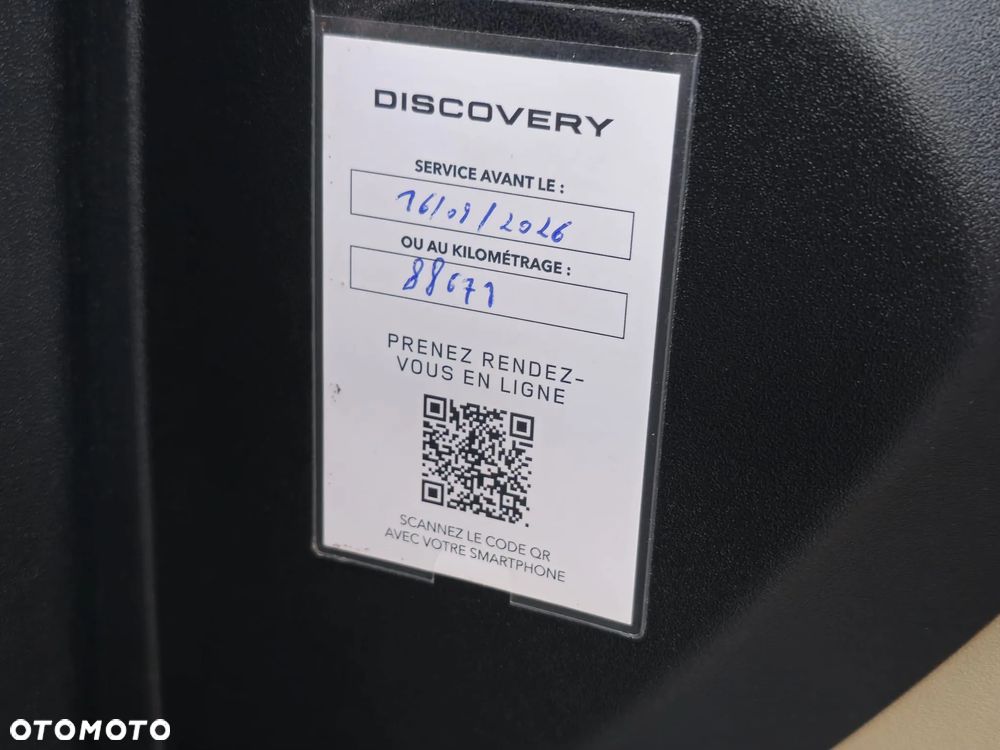 DISCOVERY
SERVICE AVANT LE :
16/09/2026
OU AU KILOMÉTRAGE :
88671
PRENEZ RENDEZ-
VOUS EN LIGNE
SCANNEZ LE CODE QR
AVEC VOTRE SMARTPHONE
OTOMOTO